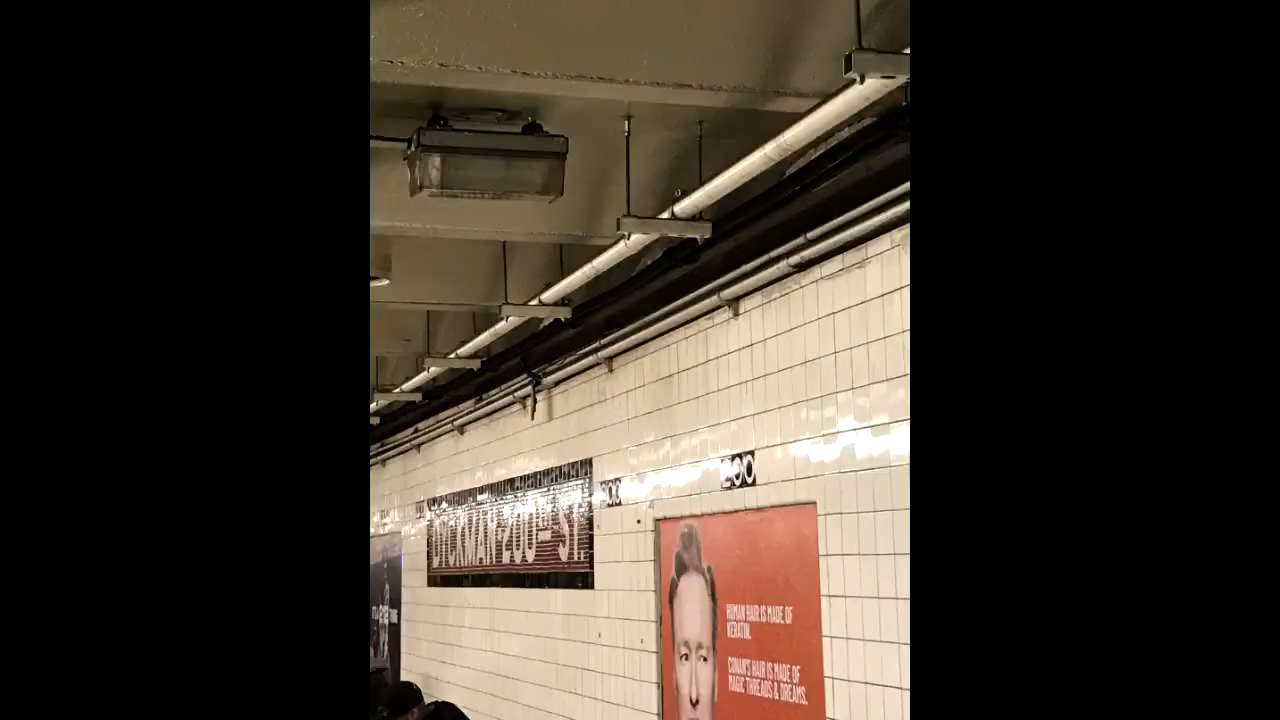 200
200
DYCKMAN-200TH ST.
HUMAN HAIR IS MADE OF
KERATIN.
CONAN'S HAIR IS MADE OF
MAGIC THREADS & DREAMS.